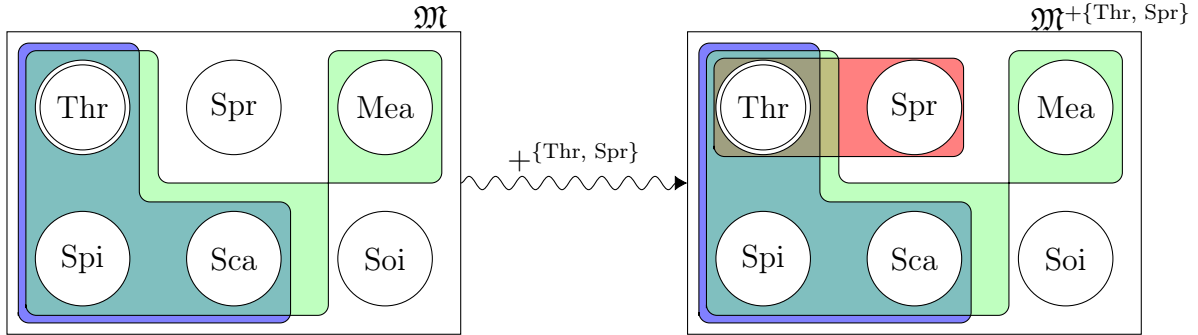 𝔐
Thr Spr Mea
Spi Sca Soi
+{Thr, Spr}
𝔐+{Thr, Spr}
Thr Spr Mea
Spi Sca Soi